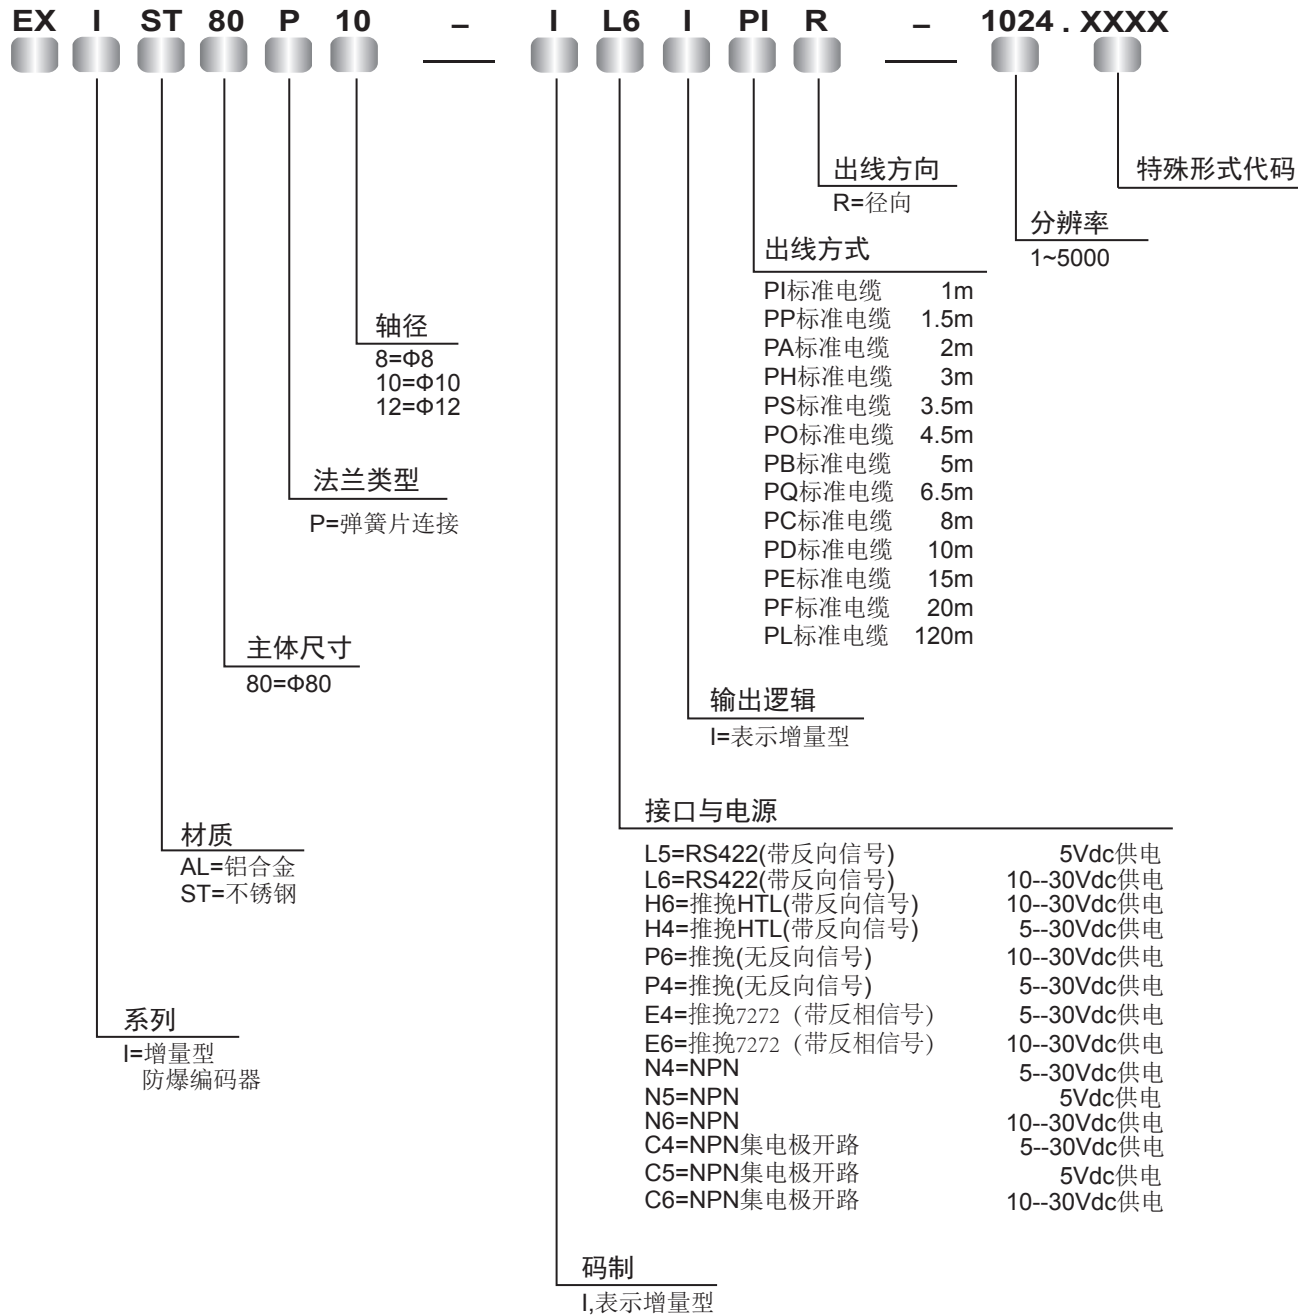 EX I ST 80 P 10 – I L6 I PI R – 1024 . XXXX
特殊形式代码
出线方向
R=径向
分辨率
1~5000
出线方式
PI标准电缆 1m
PP标准电缆 1.5m
PA标准电缆 2m
PH标准电缆 3m
PS标准电缆 3.5m
PO标准电缆 4.5m
PB标准电缆 5m
PQ标准电缆 6.5m
PC标准电缆 8m
PD标准电缆 10m
PE标准电缆 15m
PF标准电缆 20m
PL标准电缆 120m
轴径
8=Φ8
10=Φ10
12=Φ12
法兰类型
P=弹簧片连接
主体尺寸
80=Φ80
输出逻辑
I=表示增量型
接口与电源
L5=RS422(带反向信号) 5Vdc供电
L6=RS422(带反向信号) 10--30Vdc供电
H6=推挽HTL(带反向信号) 10--30Vdc供电
H4=推挽HTL(带反向信号) 5--30Vdc供电
P6=推挽(无反向信号) 10--30Vdc供电
P4=推挽(无反向信号) 5--30Vdc供电
E4=推挽7272（带反相信号） 5--30Vdc供电
E6=推挽7272（带反相信号） 10--30Vdc供电
N4=NPN 5--30Vdc供电
N5=NPN 5Vdc供电
N6=NPN 10--30Vdc供电
C4=NPN集电极开路 5--30Vdc供电
C5=NPN集电极开路 5Vdc供电
C6=NPN集电极开路 10--30Vdc供电
材质
AL=铝合金
ST=不锈钢
系列
I=增量型
防爆编码器
码制
I,表示增量型